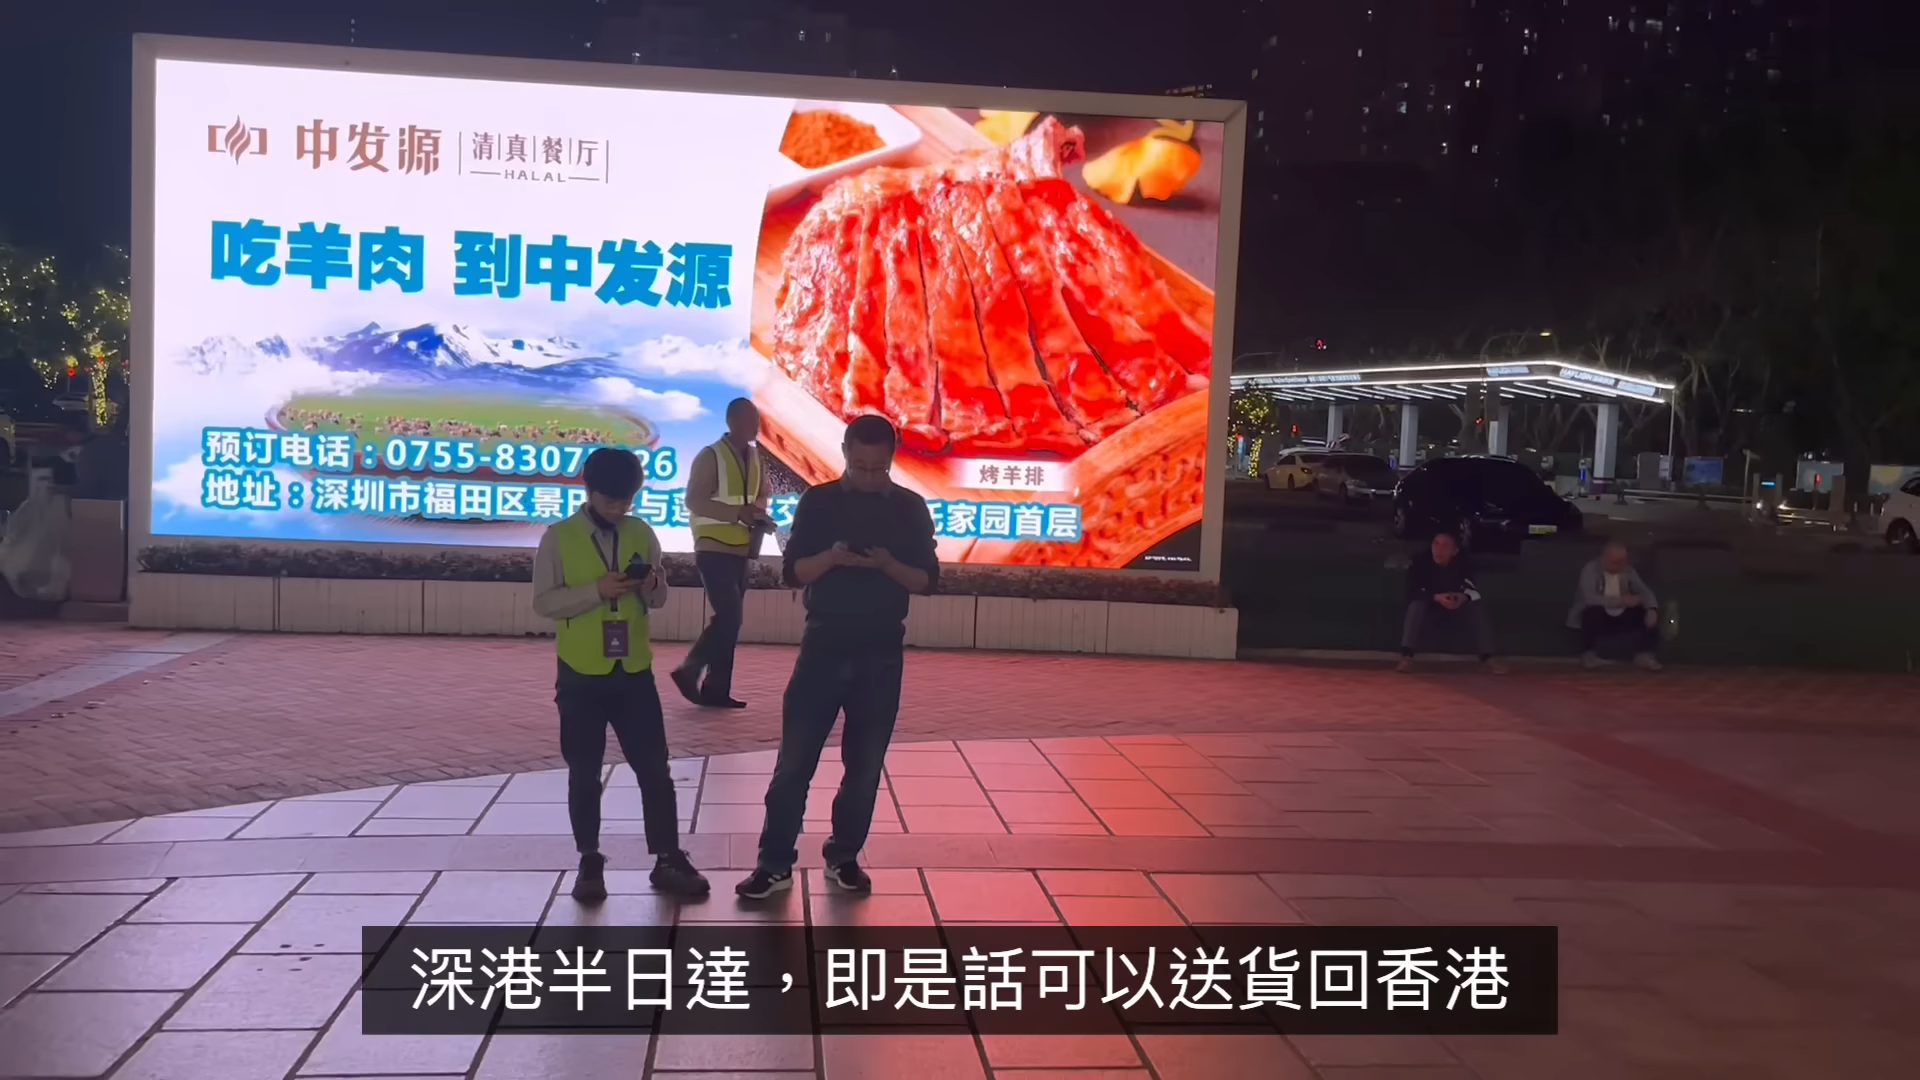 中发源 清真餐厅
HALAL
吃羊肉 到中发源
预订电话：0755-8307 26
地址：深圳市福田区景 与 交 氏家园首层
烤羊排
深港半日達，即是話可以送貨回香港